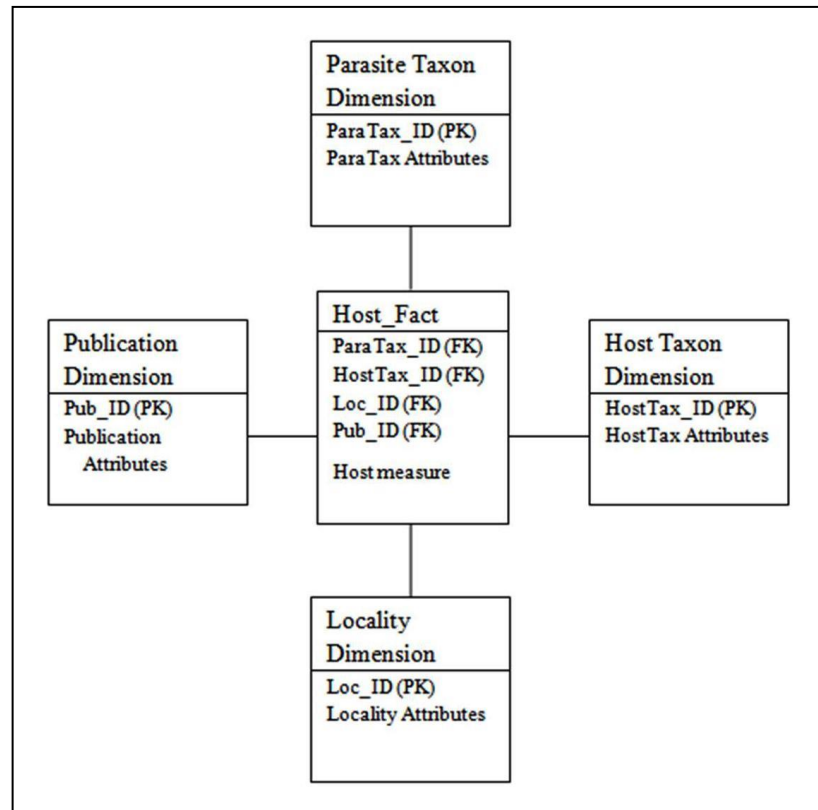 Parasite Taxon
Dimension
ParaTax_ID (PK)
ParaTax Attributes
Publication
Dimension
Pub_ID (PK)
Publication
Attributes
Host_Fact
ParaTax_ID (FK)
HostTax_ID (FK)
Loc_ID (FK)
Pub_ID (FK)
Host measure
Host Taxon
Dimension
HostTax_ID (PK)
HostTax Attributes
Locality
Dimension
Loc_ID (PK)
Locality Attributes